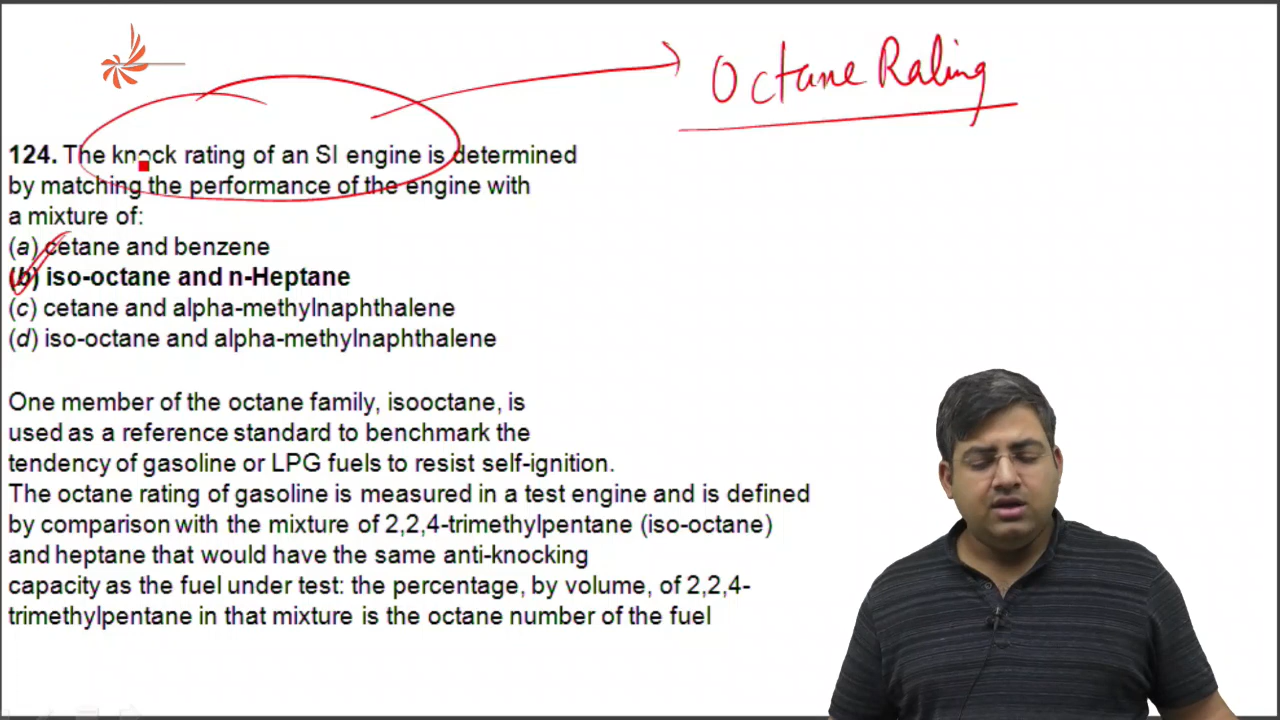 Octane Rating
124. The knock rating of an SI engine is determined
by matching the performance of the engine with
a mixture of:
(a) cetane and benzene
(b) iso-octane and n-Heptane
(c) cetane and alpha-methylnaphthalene
(d) iso-octane and alpha-methylnaphthalene
One member of the octane family, isooctane, is
used as a reference standard to benchmark the
tendency of gasoline or LPG fuels to resist self-ignition.
The octane rating of gasoline is measured in a test engine and is defined
by comparison with the mixture of 2,2,4-trimethylpentane (iso-octane)
and heptane that would have the same anti-knocking
capacity as the fuel under test: the percentage, by volume, of 2,2,4-
trimethylpentane in that mixture is the octane number of the fuel